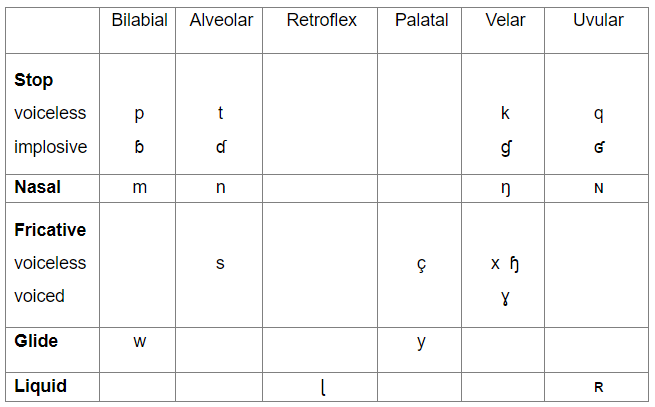 Bilabial Alveolar Retroflex Palatal Velar Uvular
Stop
voiceless p t k q
implosive ɓ ɗ ɠ ʛ
Nasal m n ŋ ɴ
Fricative
voiceless s ç x ɧ
voiced ɣ
Glide w y
Liquid ɭ ʀ